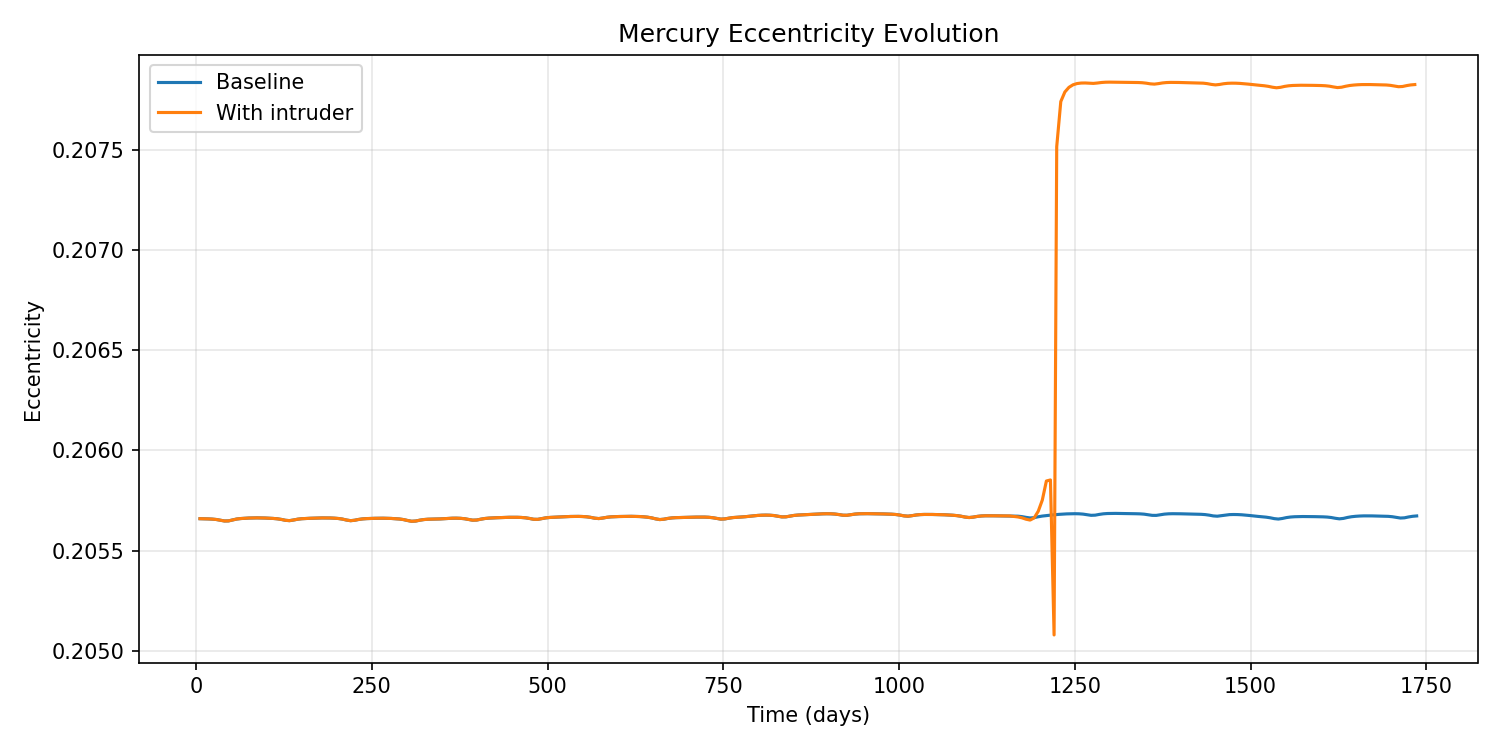 Mercury Eccentricity Evolution
Baseline
With intruder
Eccentricity
0.2075
0.2070
0.2065
0.2060
0.2055
0.2050
0
250
500
750
1000
1250
1500
1750
Time (days)